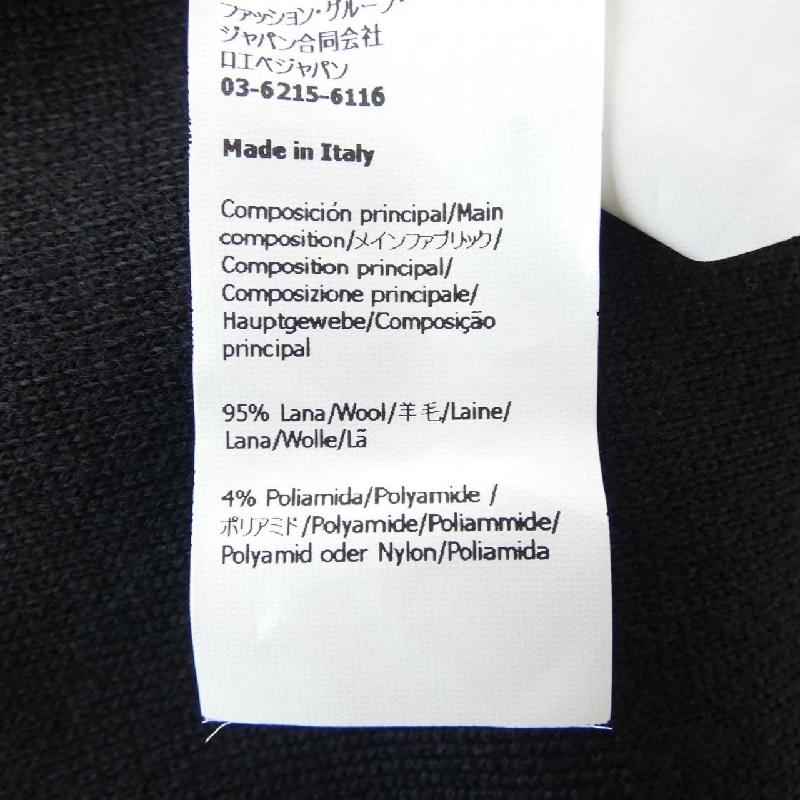 ファッション・グループ・
ジャパン合同会社
ロエベジャパン
03-6215-6116
Made in Italy
Composición principal/Main
composition/メインファブリック/
Composition principal/
Composizione principale/
Hauptgewebe/Composição
principal
95% Lana/Wool/羊毛/Laine/
Lana/Wolle/Lã
4% Poliamida/Polyamide /
ポリアミド/Polyamide/Poliammide/
Polyamid oder Nylon/Poliamida